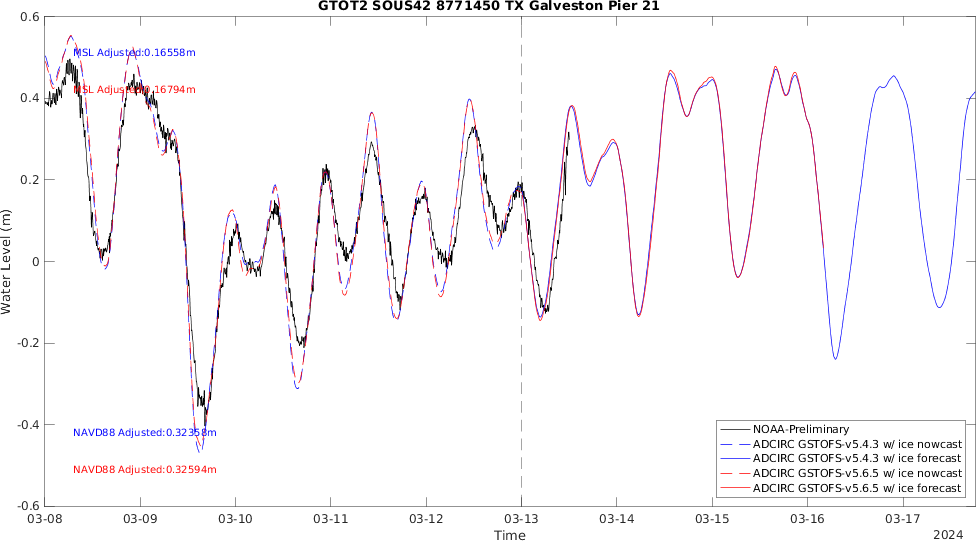 GTOT2 SOUS42 8771450 TX Galveston Pier 21
Water Level (m)
0.6
0.4
0.2
0
-0.2
-0.4
-0.6
MSL Adjusted:0.16558m
MSL Adjusted:0.16794m
NAVD88 Adjusted:0.32358m
NAVD88 Adjusted:0.32594m
NOAA-Preliminary
ADCIRC GSTOFS-v5.4.3 w/ ice nowcast
ADCIRC GSTOFS-v5.4.3 w/ ice forecast
ADCIRC GSTOFS-v5.6.5 w/ ice nowcast
ADCIRC GSTOFS-v5.6.5 w/ ice forecast
03-08 03-09 03-10 03-11 03-12 03-13 03-14 03-15 03-16 03-17
Time
2024